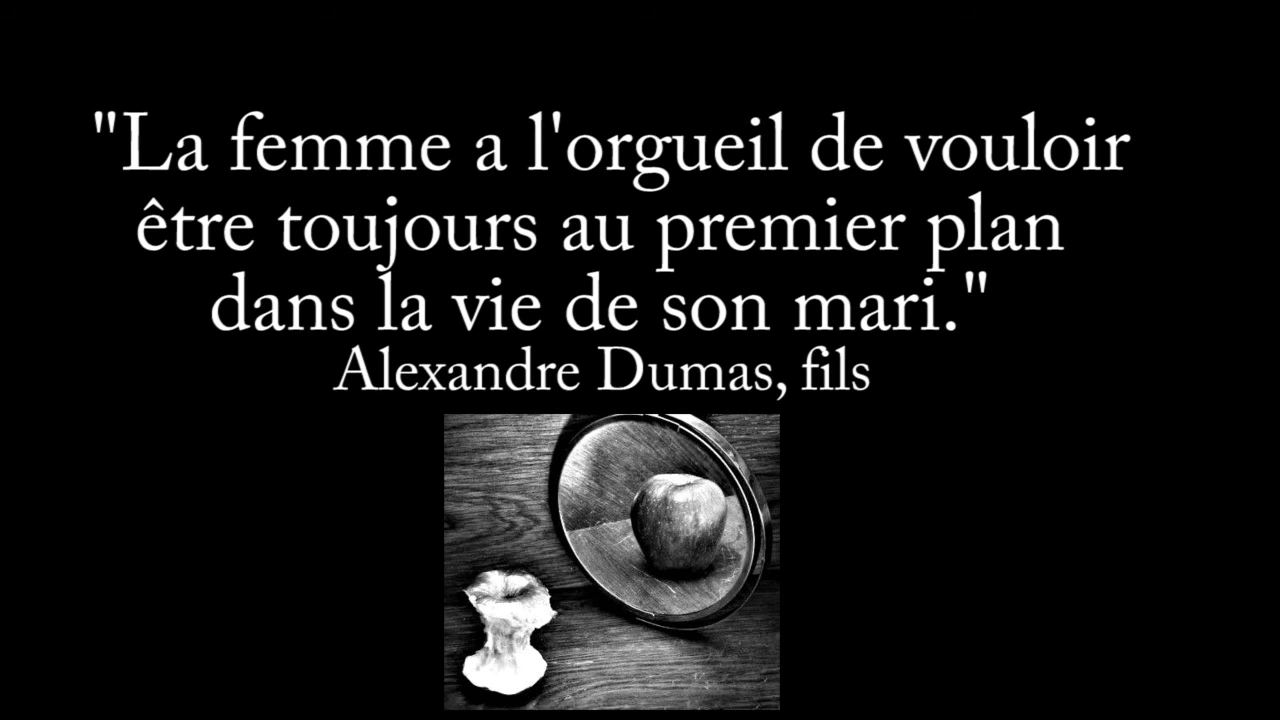 "La femme a l'orgueil de vouloir
être toujours au premier plan
dans la vie de son mari."
Alexandre Dumas, fils